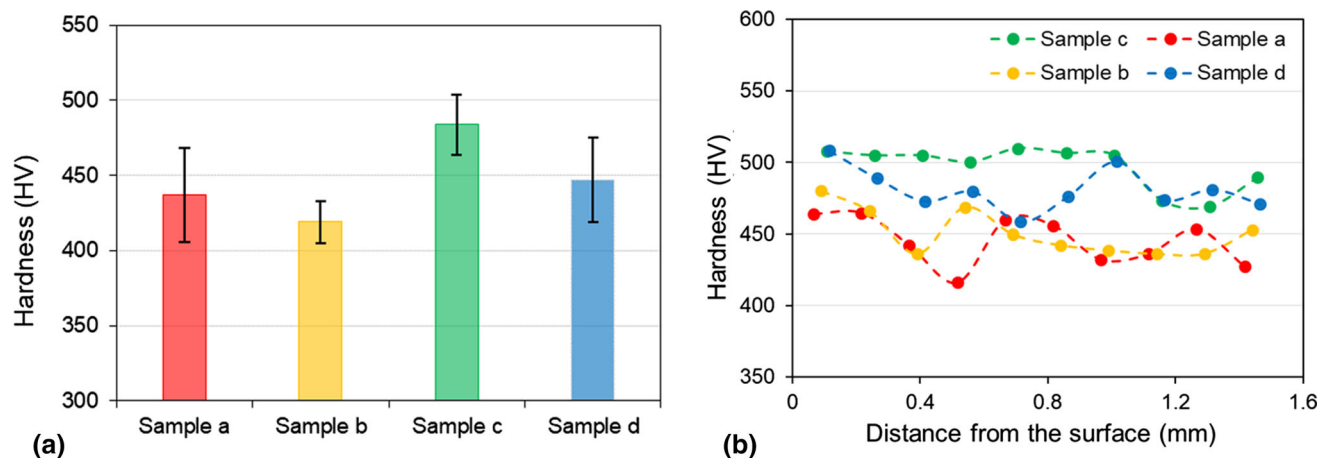 550
500
450
400
350
300
Hardness (HV)
Sample a Sample b Sample c Sample d
(a)
600
550
500
450
400
350
Hardness (HV)
Sample c Sample a
Sample b Sample d
0 0.4 0.8 1.2 1.6
Distance from the surface (mm)
(b)